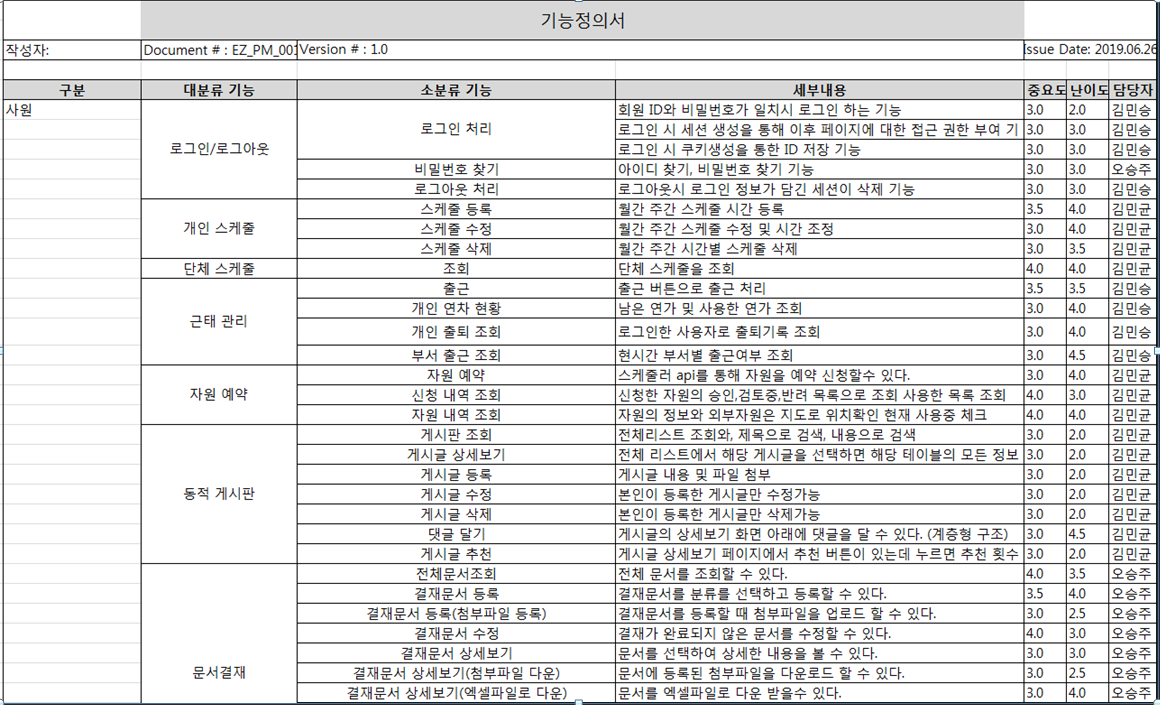 기능정의서
작성자: Document # : EZ_PM_001 Version # : 1.0 Issue Date: 2019.06.26
구분 대분류 기능 소분류 기능 세부내용 중요도 난이도 담당자
사원 로그인/로그아웃 로그인 처리 회원 ID와 비밀번호가 일치시 로그인 하는 기능 3.0 2.0 김민승
로그인 시 세션 생성을 통해 이후 페이지에 대한 접근 권한 부여 기 3.0 3.0 김민승
로그인 시 쿠키생성을 통한 ID 저장 기능 3.0 3.0 김민승
비밀번호 찾기 아이디 찾기, 비밀번호 찾기 기능 3.0 3.0 오승주
로그아웃 처리 로그아웃시 로그인 정보가 담긴 세션이 삭제 기능 3.0 3.0 김민승
개인 스케줄 스케줄 등록 월간 주간 스케줄 시간 등록 3.5 4.0 김민균
스케줄 수정 월간 주간 스케줄 수정 및 시간 조정 3.0 4.0 김민균
스케줄 삭제 월간 주간 시간별 스케줄 삭제 3.0 3.5 김민균
단체 스케줄 조회 단체 스케줄을 조회 4.0 4.0 김민균
근태 관리 출근 출근 버튼으로 출근 처리 3.5 3.5 김민승
개인 연차 현황 남은 연가 및 사용한 연가 조회 3.0 4.0 김민승
개인 출퇴 조회 로그인한 사용자로 출퇴기록 조회 3.0 4.0 김민승
부서 출근 조회 현시간 부서별 출근여부 조회 3.0 4.5 김민승
자원 예약 자원 예약 스케줄러 api를 통해 자원을 예약 신청할수 있다. 3.0 4.0 김민균
신청 내역 조회 신청한 자원의 승인,검토중,반려 목록으로 조회 사용한 목록 조회 4.0 3.0 김민균
자원 내역 조회 자원의 정보와 외부자원은 지도로 위치확인 현재 사용중 체크 4.0 4.0 김민균
동적 게시판 게시판 조회 전체리스트 조회와, 제목으로 검색, 내용으로 검색 3.0 2.0 김민균
게시글 상세보기 전체 리스트에서 해당 게시글을 선택하면 해당 테이블의 모든 정보 3.0 2.0 김민균
게시글 등록 게시글 내용 및 파일 첨부 3.0 2.0 김민균
게시글 수정 본인이 등록한 게시글만 수정가능 3.0 2.0 김민균
게시글 삭제 본인이 등록한 게시글만 삭제가능 3.0 2.0 김민균
댓글 달기 게시글의 상세보기 화면 아래에 댓글을 달 수 있다. (계층형 구조) 3.0 4.5 김민균
게시글 추천 게시글 상세보기 페이지에서 추천 버튼이 있는데 누르면 추천 횟수 3.0 2.0 김민균
문서결재 전체문서조회 전체 문서를 조회할 수 있다. 4.0 3.5 오승주
결재문서 등록 결재문서를 분류를 선택하고 등록할 수 있다. 3.5 4.0 오승주
결재문서 등록(첨부파일 등록) 결재문서를 등록할 때 첨부파일을 업로드 할 수 있다. 3.0 2.5 오승주
결재문서 수정 결재가 완료되지 않은 문서를 수정할 수 있다. 4.0 3.0 오승주
결재문서 상세보기 문서를 선택하여 상세한 내용을 볼 수 있다. 3.0 3.0 오승주
결재문서 상세보기(첨부파일 다운) 문서에 등록된 첨부파일을 다운로드 할 수 있다. 3.0 2.5 오승주
결재문서 상세보기(엑셀파일로 다운) 문서를 엑셀파일로 다운 받을수 있다. 3.0 4.0 오승주